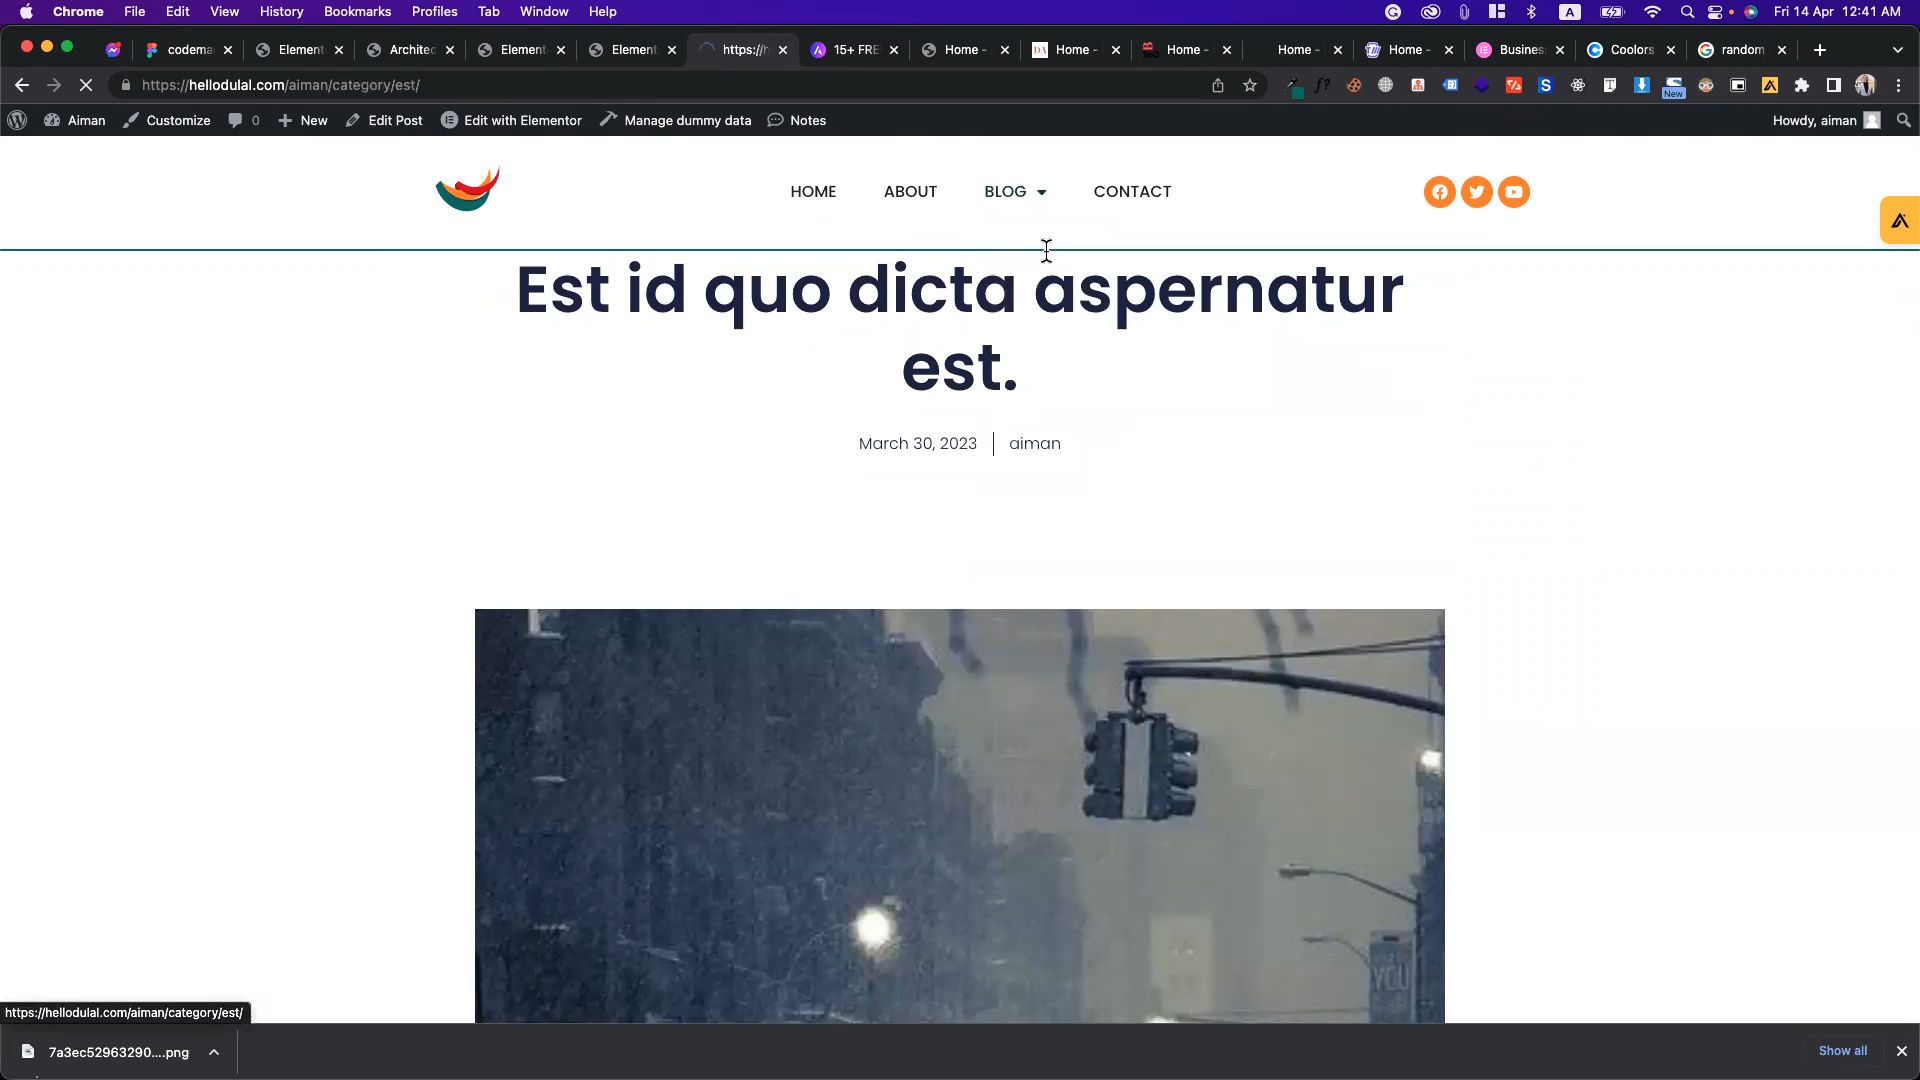 Chrome File Edit View History Bookmarks Profiles Tab Window Help A Fri 14 Apr 12:41 AM
codema Element Architec Element Element https://h 15+ FRE Home - DA Home - Home - Home - Home - Busines Coolors random
https://hellodulal.com/aiman/category/est/ f? S T New
Aiman Customize 0 New Edit Post Edit with Elementor Manage dummy data Notes Howdy, aiman
HOME ABOUT BLOG CONTACT
Est id quo dicta aspernatur
est.
March 30, 2023 aiman
YOU
https://hellodulal.com/aiman/category/est/
7a3ec52963290....png Show all